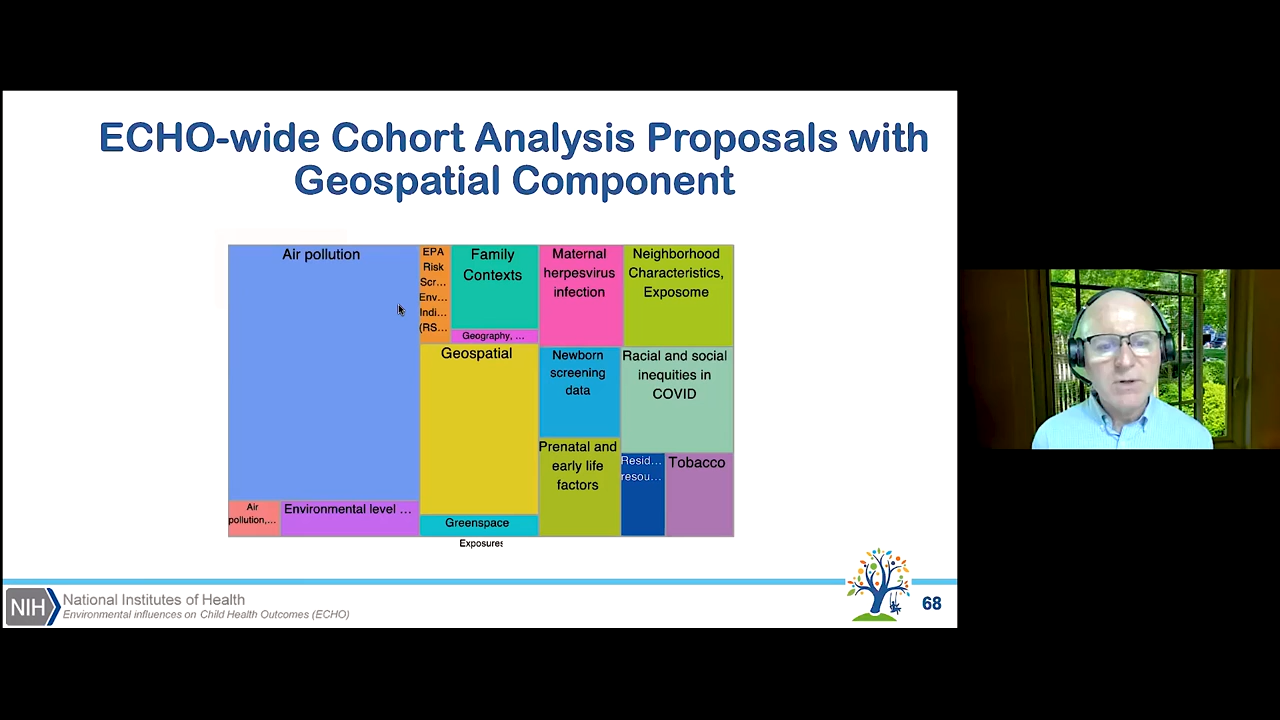 ECHO-wide Cohort Analysis Proposals with
Geospatial Component
Air pollution
EPA
Risk
Scr...
Env...
Indi...
(RS...
Family
Contexts
Maternal
herpesvirus
infection
Neighborhood
Characteristics,
Exposome
Geography, ...
Geospatial
Newborn
screening
data
Racial and social
inequities in
COVID
Prenatal and
early life
factors
Resid...
resou...
Tobacco
Air
pollution,...
Environmental level ...
Greenspace
Exposures
NIH
National Institutes of Health
Environmental influences on Child Health Outcomes (ECHO)
68